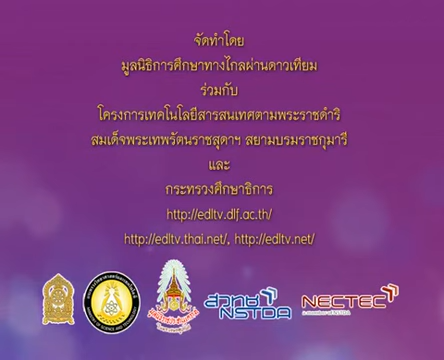 จัดทำโดย
มูลนิธิการศึกษาทางไกลผ่านดาวเทียม
ร่วมกับ
โครงการเทคโนโลยีสารสนเทศตามพระราชดำริ
สมเด็จพระเทพรัตนราชสุดาฯ สยามบรมราชกุมารี
และ
กระทรวงศึกษาธิการ
http://edltv.dlf.ac.th/
http://edltv.thai.net/, http://edltv.net/
สวทช
NSTDA
NECTEC